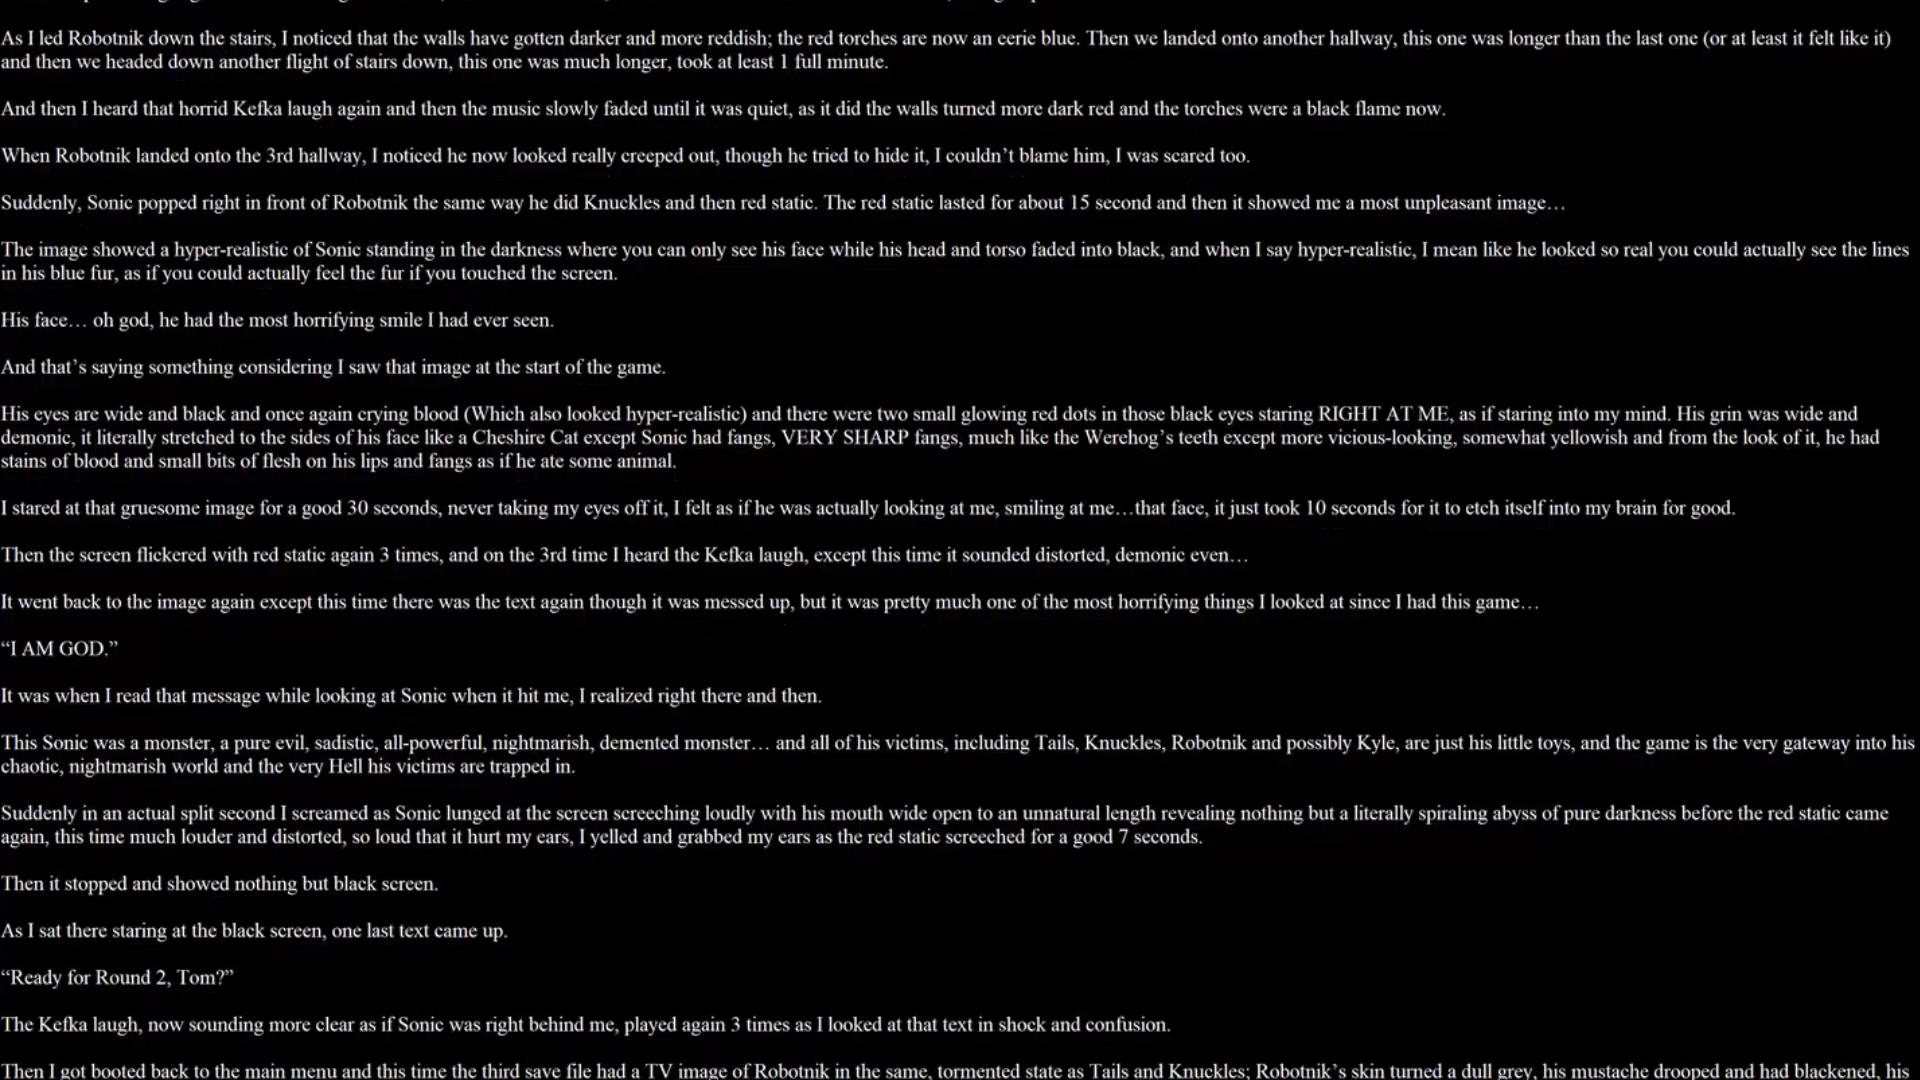 As I led Robotnik down the stairs, I noticed that the walls have gotten darker and more reddish; the red torches are now an eerie blue. Then we landed onto another hallway, this one was longer than the last one (or at least it felt like it)
and then we headed down another flight of stairs down, this one was much longer, took at least 1 full minute.
And then I heard that horrid Kefka laugh again and then the music slowly faded until it was quiet, as it did the walls turned more dark red and the torches were a black flame now.
When Robotnik landed onto the 3rd hallway, I noticed he now looked really creeped out, though he tried to hide it, I couldn’t blame him, I was scared too.
Suddenly, Sonic popped right in front of Robotnik the same way he did Knuckles and then red static. The red static lasted for about 15 second and then it showed me a most unpleasant image…
The image showed a hyper-realistic of Sonic standing in the darkness where you can only see his face while his head and torso faded into black, and when I say hyper-realistic, I mean like he looked so real you could actually see the lines
in his blue fur, as if you could actually feel the fur if you touched the screen.
His face… oh god, he had the most horrifying smile I had ever seen.
And that’s saying something considering I saw that image at the start of the game.
His eyes are wide and black and once again crying blood (Which also looked hyper-realistic) and there were two small glowing red dots in those black eyes staring RIGHT AT ME, as if staring into my mind. His grin was wide and
demonic, it literally stretched to the sides of his face like a Cheshire Cat except Sonic had fangs, VERY SHARP fangs, much like the Werehog’s teeth except more vicious-looking, somewhat yellowish and from the look of it, he had
stains of blood and small bits of flesh on his lips and fangs as if he ate some animal.
I stared at that gruesome image for a good 30 seconds, never taking my eyes off it, I felt as if he was actually looking at me, smiling at me…that face, it just took 10 seconds for it to etch itself into my brain for good.
Then the screen flickered with red static again 3 times, and on the 3rd time I heard the Kefka laugh, except this time it sounded distorted, demonic even…
It went back to the image again except this time there was the text again though it was messed up, but it was pretty much one of the most horrifying things I looked at since I had this game…
“I AM GOD.”
It was when I read that message while looking at Sonic when it hit me, I realized right there and then.
This Sonic was a monster, a pure evil, sadistic, all-powerful, nightmarish, demented monster… and all of his victims, including Tails, Knuckles, Robotnik and possibly Kyle, are just his little toys, and the game is the very gateway into his
chaotic, nightmarish world and the very Hell his victims are trapped in.
Suddenly in an actual split second I screamed as Sonic lunged at the screen screeching loudly with his mouth wide open to an unnatural length revealing nothing but a literally spiraling abyss of pure darkness before the red static came
again, this time much louder and distorted, so loud that it hurt my ears, I yelled and grabbed my ears as the red static screeched for a good 7 seconds.
Then it stopped and showed nothing but black screen.
As I sat there staring at the black screen, one last text came up.
“Ready for Round 2, Tom?”
The Kefka laugh, now sounding more clear as if Sonic was right behind me, played again 3 times as I looked at that text in shock and confusion.
Then I got booted back to the main menu and this time the third save file had a TV image of Robotnik in the same, tormented state as Tails and Knuckles; Robotnik’s skin turned a dull grey, his mustache drooped and had blackened, his